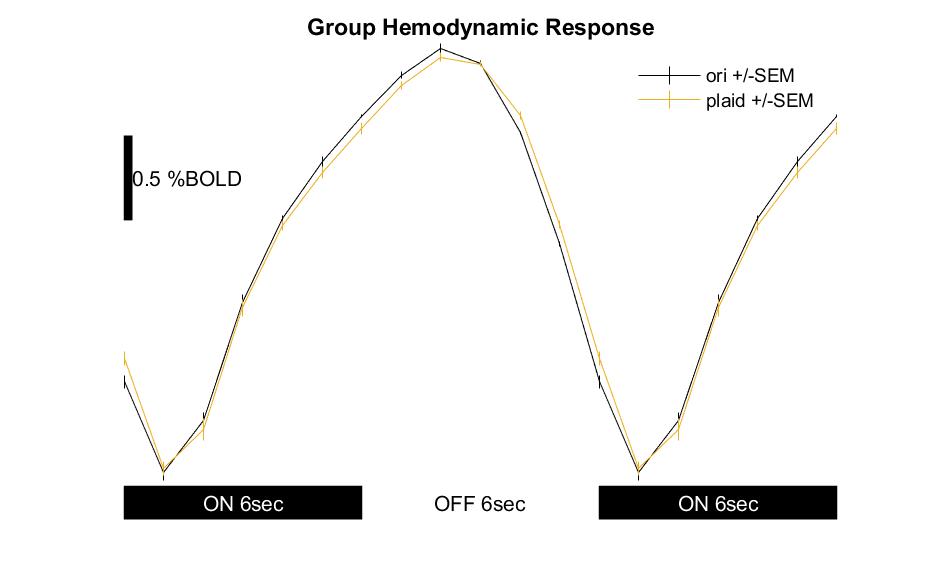 Group Hemodynamic Response
ori +/-SEM
plaid +/-SEM
0.5 %BOLD
ON 6sec
OFF 6sec
ON 6sec